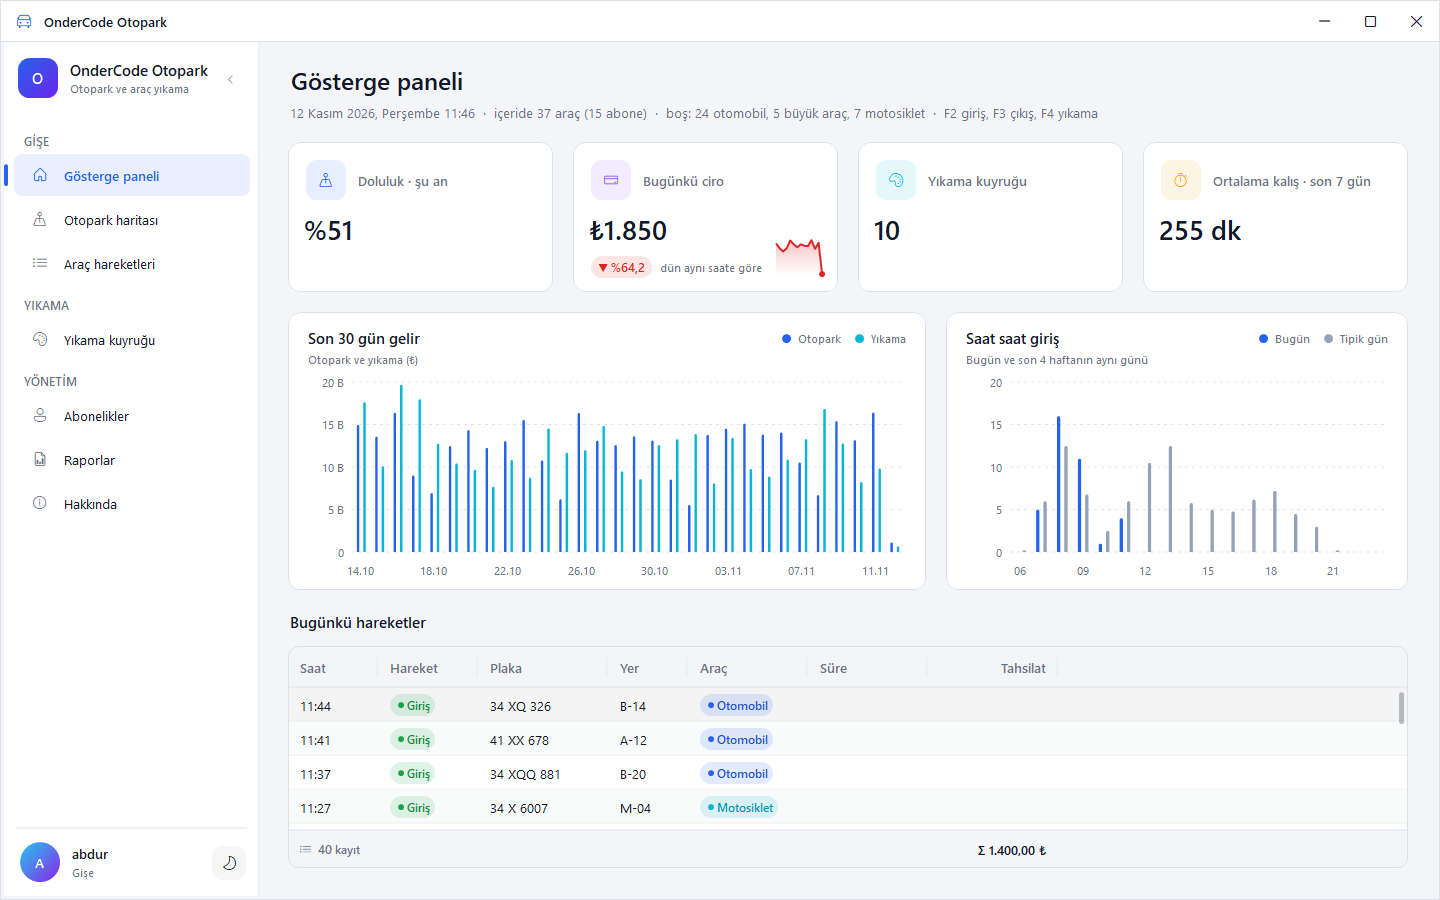 OnderCode Otopark
O
OnderCode Otopark
Otopark ve araç yıkama
GİŞE
Gösterge paneli
Otopark haritası
Araç hareketleri
YIKAMA
Yıkama kuyruğu
YÖNETİM
Abonelikler
Raporlar
Hakkında
A
abdur
Gişe
Gösterge paneli
12 Kasım 2026, Perşembe 11:46 · içeride 37 araç (15 abone) · boş: 24 otomobil, 5 büyük araç, 7 motosiklet · F2 giriş, F3 çıkış, F4 yıkama
Doluluk · şu an
%51
Bugünkü ciro
₺1.850
▼ %64,2 dün aynı saate göre
Yıkama kuyruğu
10
Ortalama kalış · son 7 gün
255 dk
Son 30 gün gelir
Otopark ve yıkama (₺)
Otopark Yıkama
20 B
15 B
10 B
5 B
0
14.10 18.10 22.10 26.10 30.10 03.11 07.11 11.11
Saat saat giriş
Bugün ve son 4 haftanın aynı günü
Bugün Tipik gün
20
15
10
5
0
06 09 12 15 18 21
Bugünkü hareketler
Saat Hareket Plaka Yer Araç Süre Tahsilat
11:44 Giriş 34 XQ 326 B-14 Otomobil
11:41 Giriş 41 XX 678 A-12 Otomobil
11:37 Giriş 34 XQQ 881 B-20 Otomobil
11:27 Giriş 34 X 6007 M-04 Motosiklet
40 kayıt Σ 1.400,00 ₺